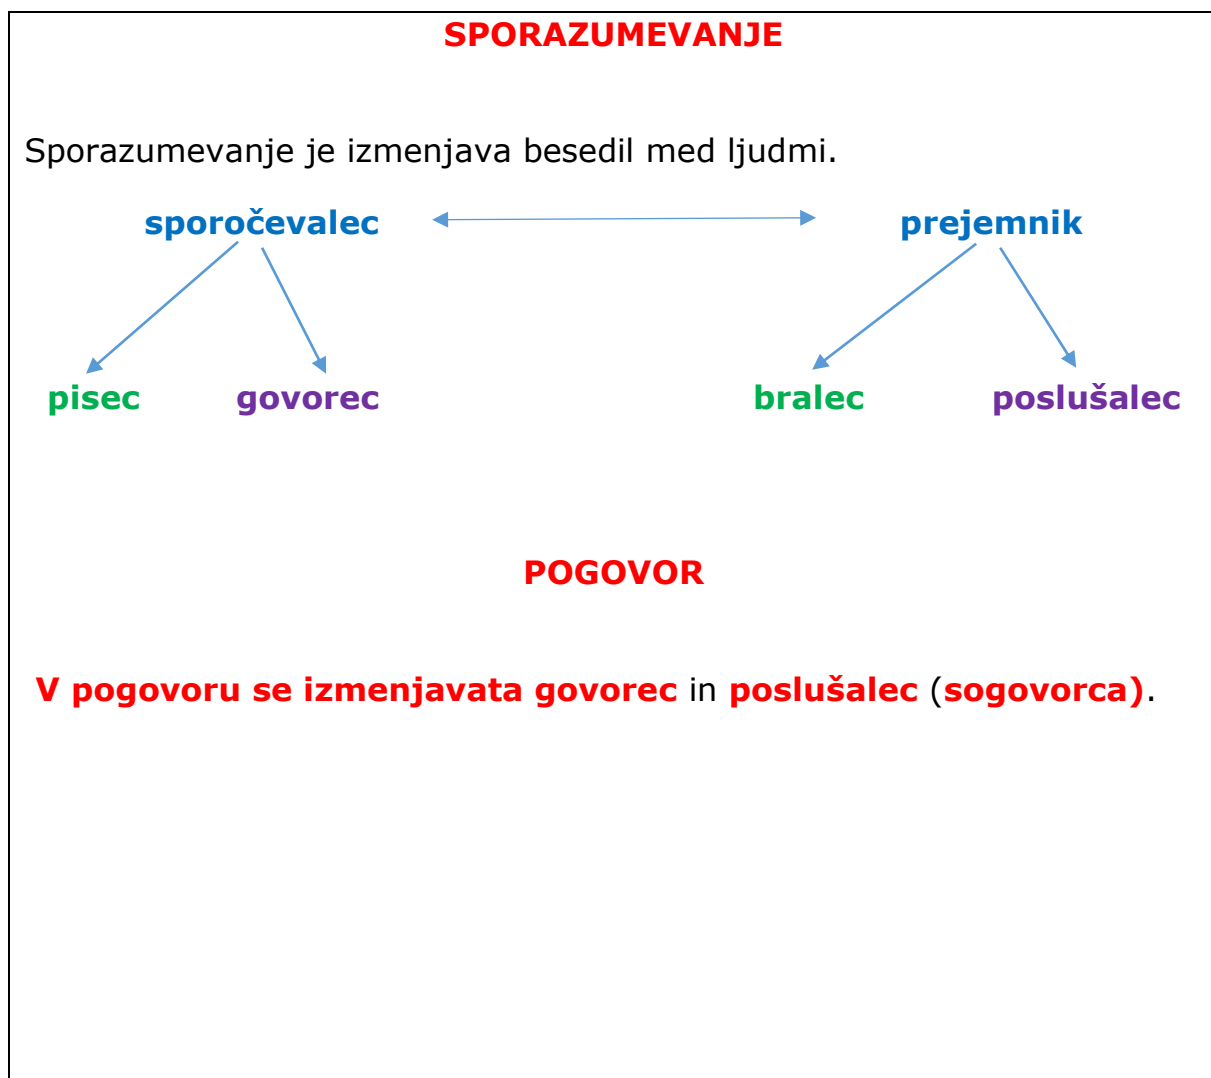 SPORAZUMEVANJE
Sporazumevanje je izmenjava besedil med ljudmi.
sporočevalec prejemnik
pisec govorec bralec poslušalec
POGOVOR
V pogovoru se izmenjavata govorec in poslušalec (sogovorca).